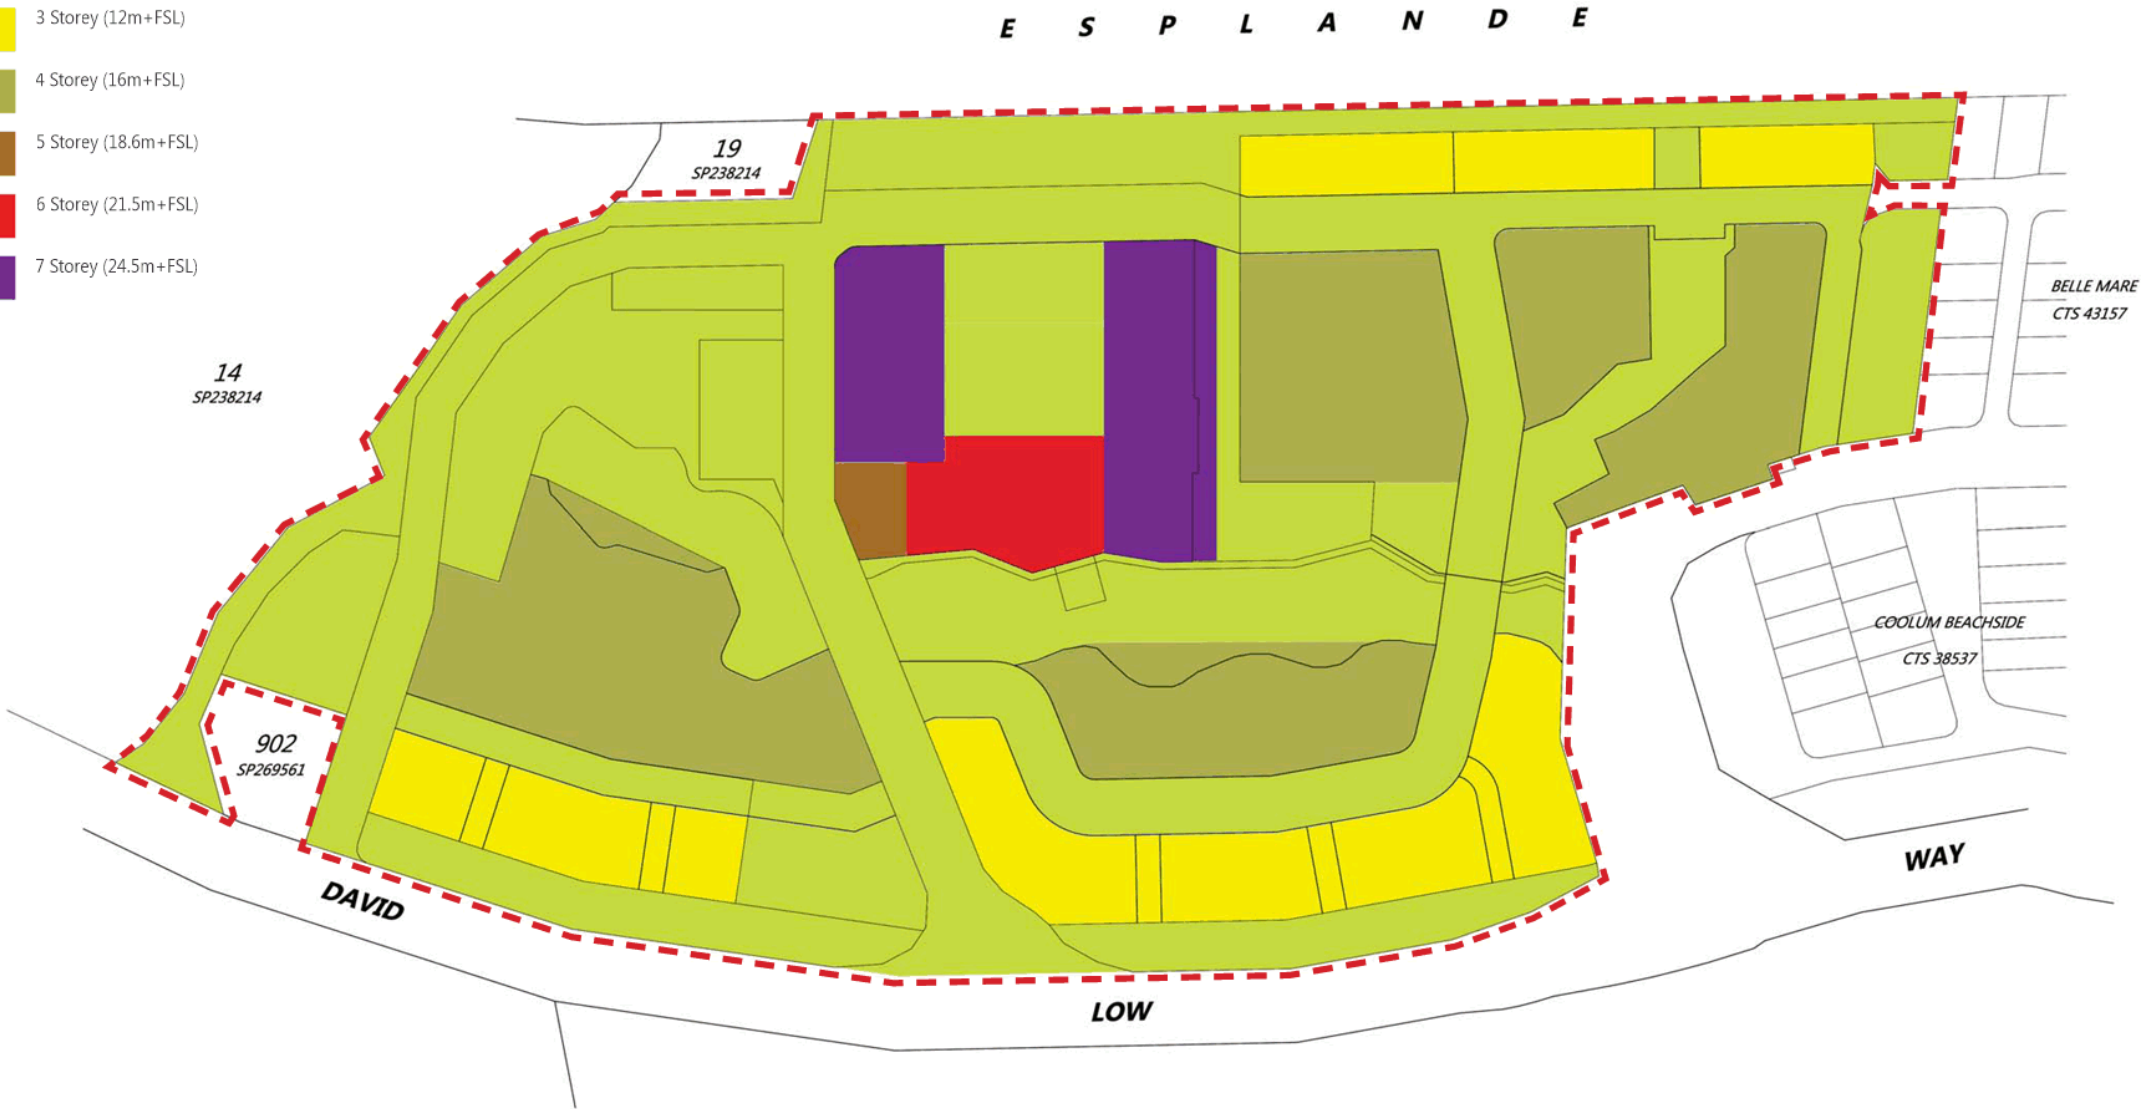 3 Storey (12m+FSL)
4 Storey (16m+FSL)
5 Storey (18.6m+FSL)
6 Storey (21.5m+FSL)
7 Storey (24.5m+FSL)
E S P L A N D E
19
SP238214
14
SP238214
BELLE MARE
CTS 43157
COOLUM BEACHSIDE
CTS 38537
902
SP269561
DAVID
LOW
WAY